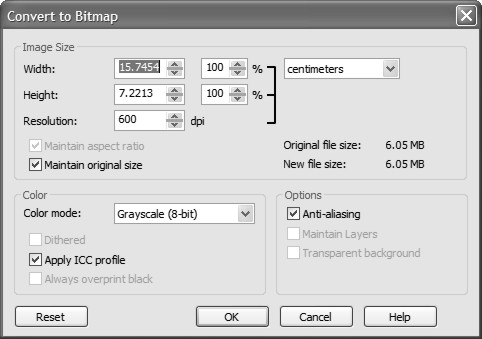 Convert to Bitmap
Image Size
Width: 15.7454 100 % centimeters
Height: 7.2213 100 %
Resolution: 600 dpi
Maintain aspect ratio Original file size: 6.05 MB
Maintain original size New file size: 6.05 MB
Color
Color mode: Grayscale (8-bit)
Dithered
Apply ICC profile
Always overprint black
Options
Anti-aliasing
Maintain Layers
Transparent background
Reset OK Cancel Help